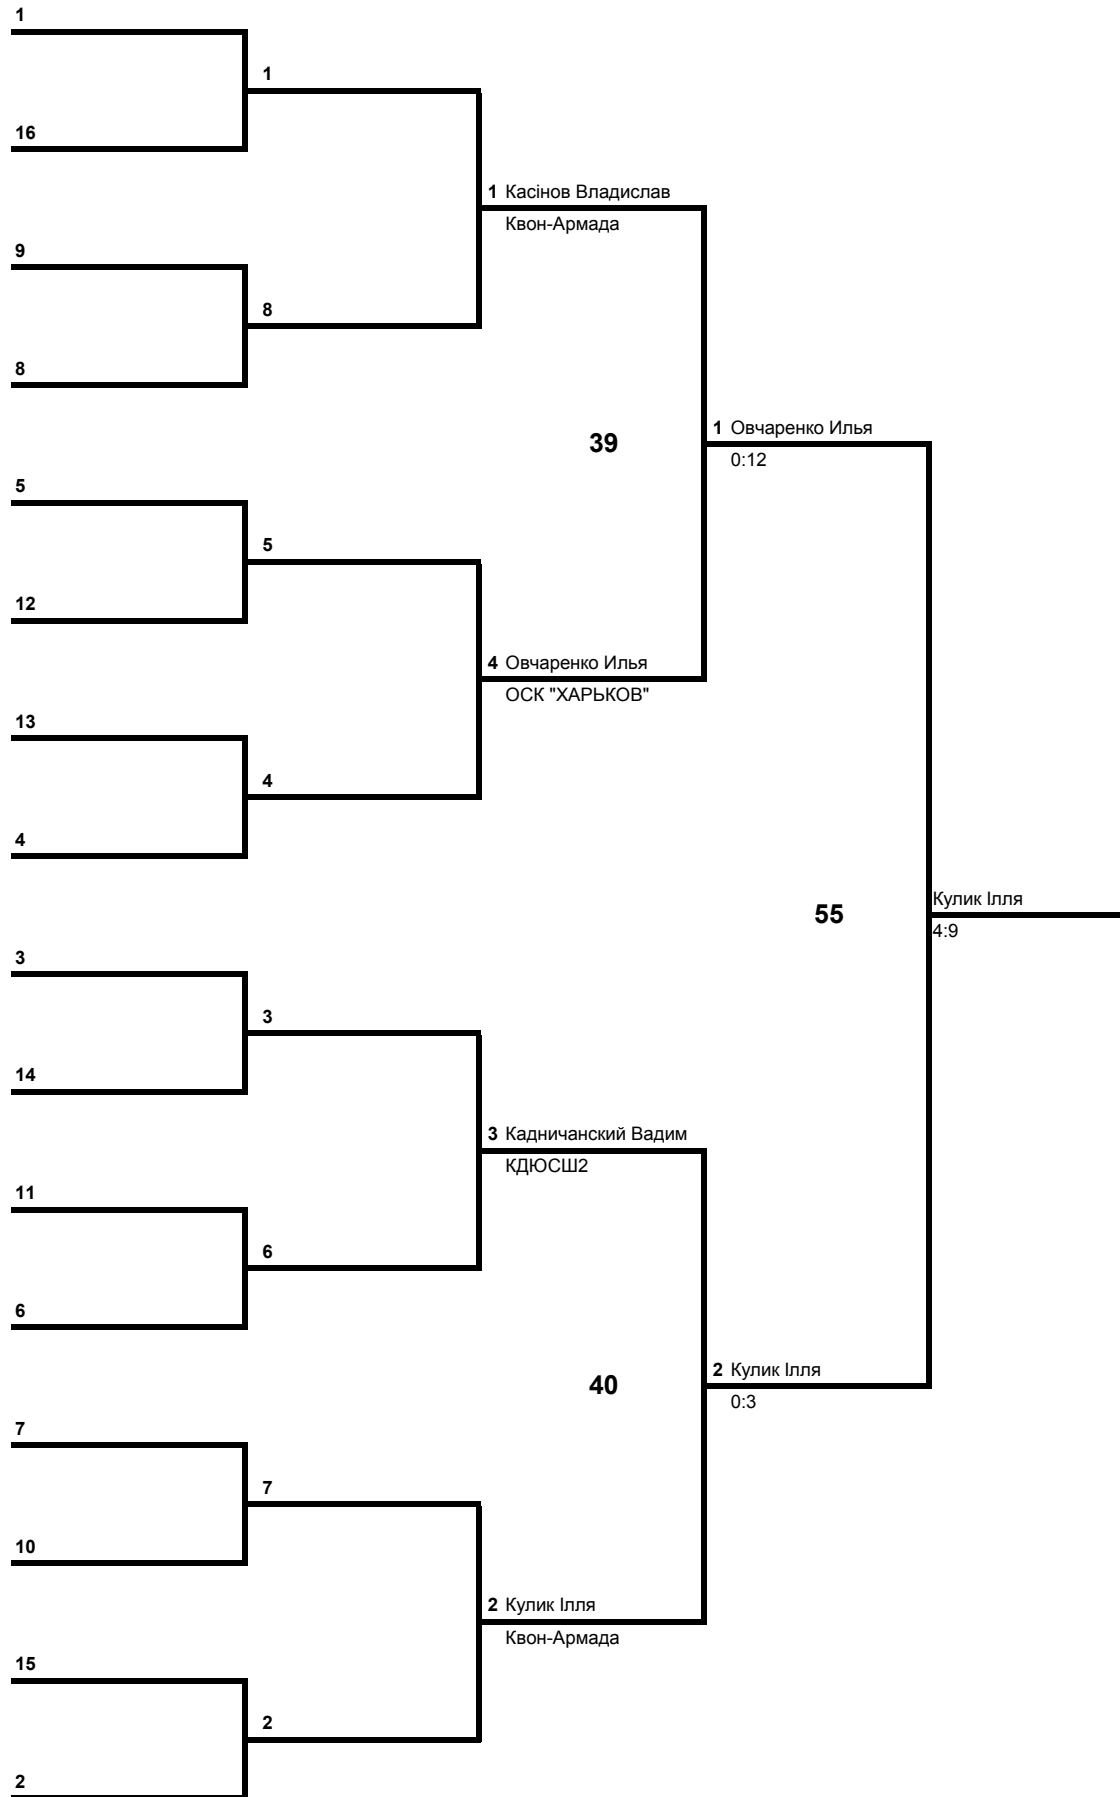 1
1
16
1 Касінов Владислав
Квон-Армада
9
8
8
39
1 Овчаренко Илья
0:12
5
5
12
4 Овчаренко Илья
ОСК "ХАРЬКОВ"
13
4
4
55
Кулик Ілля
4:9
3
3
14
3 Кадничанский Вадим
КДЮСШ2
11
6
6
40
2 Кулик Ілля
0:3
7
7
10
2 Кулик Ілля
Квон-Армада
15
2
2